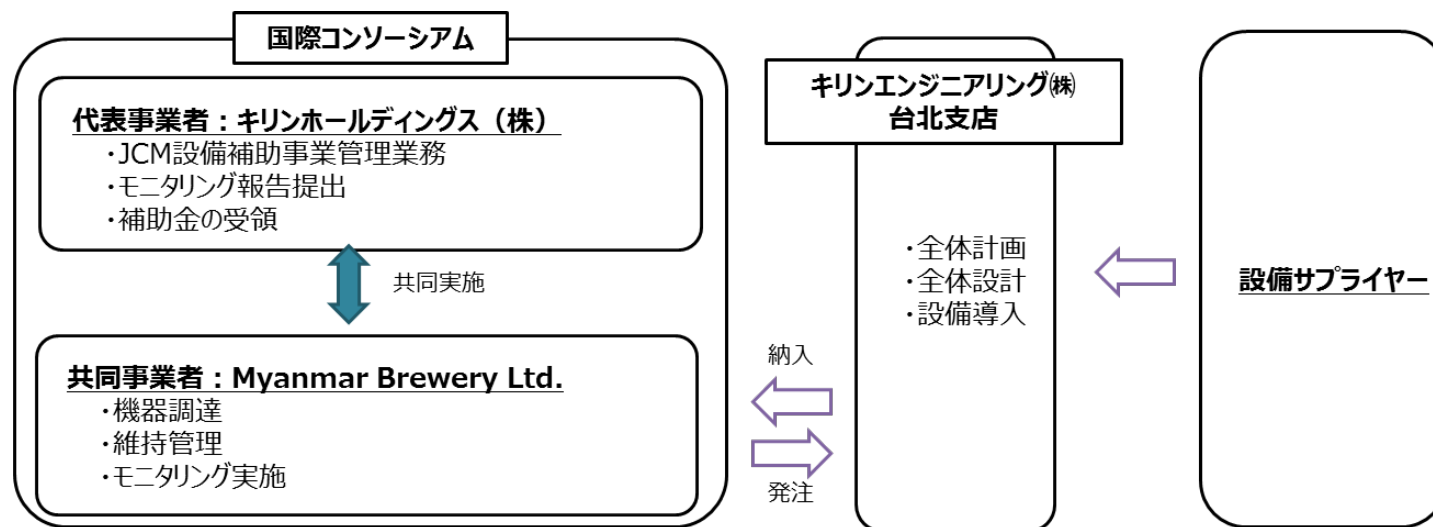 国際コンソーシアム
代表事業者：キリンホールディングス（株）
・JCM設備補助事業管理業務
・モニタリング報告提出
・補助金の受領
共同実施
共同事業者：Myanmar Brewery Ltd.
・機器調達
・維持管理
・モニタリング実施
納入
発注
キリンエンジニアリング㈱
台北支店
・全体計画
・全体設計
・設備導入
設備サプライヤー